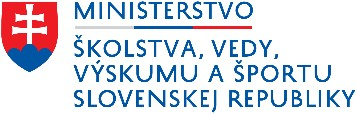 MINISTERSTVO
ŠKOLSTVA, VEDY,
VÝSKUMU A ŠPORTU
SLOVENSKEJ REPUBLIKY